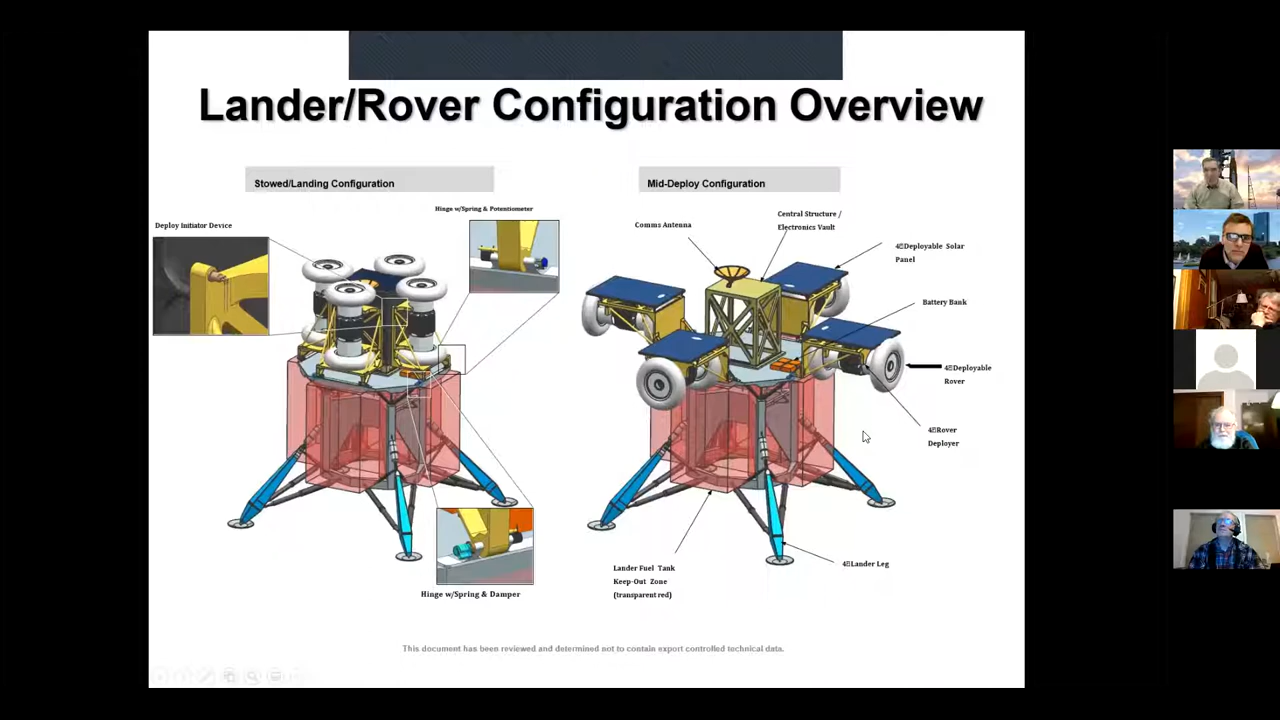 Lander/Rover Configuration Overview
Stowed/Landing Configuration
Mid-Deploy Configuration
Hinge w/Spring & Potentiometer
Deploy Initiator Device
Hinge w/Spring & Damper
Comms Antenna
Central Structure /
Electronics Vault
4⍰Deployable Solar
Panel
Battery Bank
4⍰Deployable
Rover
4⍰Rover
Deployer
4⍰Lander Leg
Lander Fuel Tank
Keep-Out Zone
(transparent red)
This document has been reviewed and determined not to contain export controlled technical data.